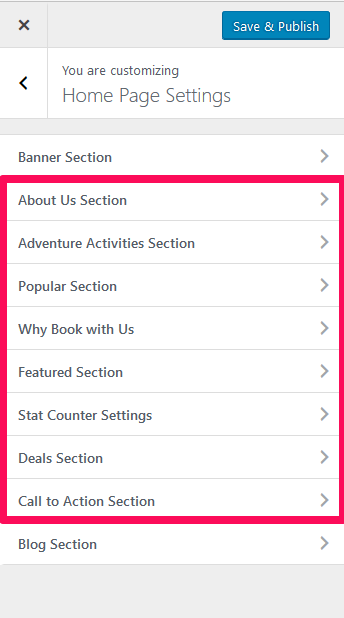 Save & Publish
You are customizing
Home Page Settings
Banner Section
About Us Section
Adventure Activities Section
Popular Section
Why Book with Us
Featured Section
Stat Counter Settings
Deals Section
Call to Action Section
Blog Section